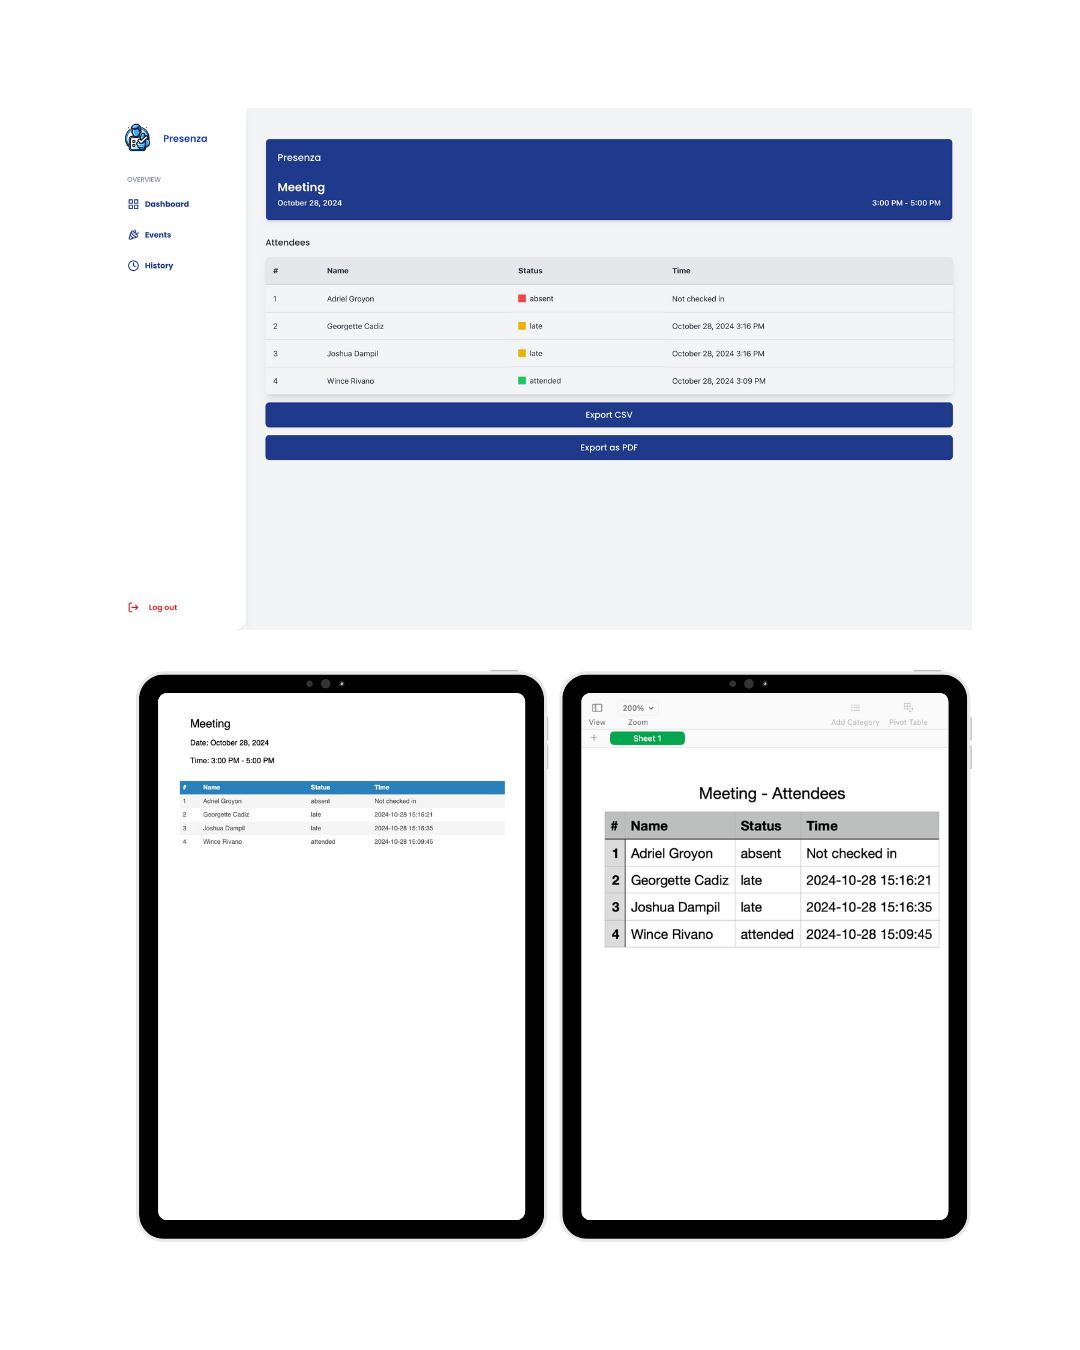 Presenza
OVERVIEW
Dashboard
Events
History
Log out
Presenza
Meeting
October 28, 2024 3:00 PM - 5:00 PM
Attendees
# Name Status Time
1 Adriel Groyon absent Not checked in
2 Georgette Cadiz late October 28, 2024 3:16 PM
3 Joshua Dampil late October 28, 2024 3:16 PM
4 Wince Rivano attended October 28, 2024 3:09 PM
Export CSV
Export as PDF
Meeting
Date: October 28, 2024
Time: 3:00 PM - 5:00 PM
# Name Status Time
1 Adriel Groyon absent Not checked in
2 Georgette Cadiz late 2024-10-28 15:16:21
3 Joshua Dampil late 2024-10-28 15:16:35
4 Wince Rivano attended 2024-10-28 15:09:45
200%
View Zoom Add Category Pivot Table
+ Sheet 1
Meeting - Attendees
# Name Status Time
1 Adriel Groyon absent Not checked in
2 Georgette Cadiz late 2024-10-28 15:16:21
3 Joshua Dampil late 2024-10-28 15:16:35
4 Wince Rivano attended 2024-10-28 15:09:45